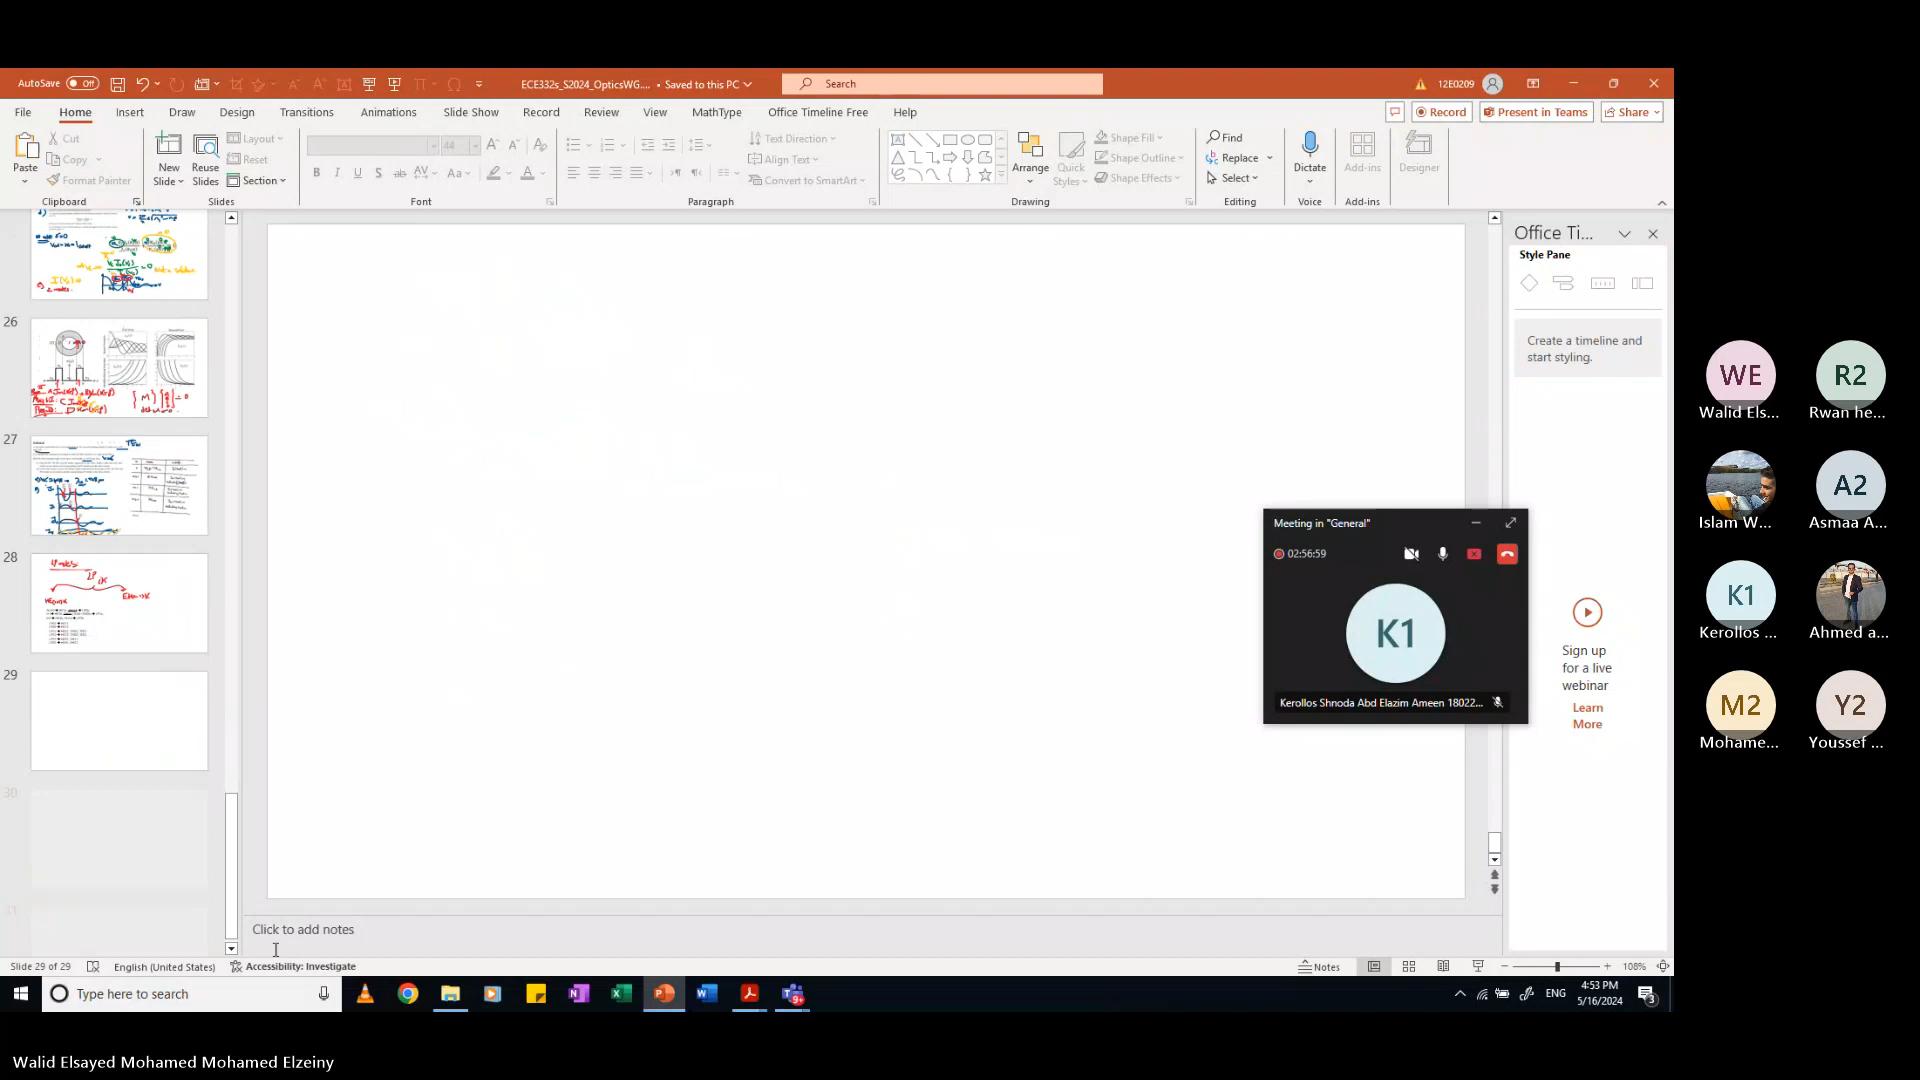 AutoSave Off
ECE332s_S2024_OpticsWG.... • Saved to this PC
Search
12E0209
File Home Insert Draw Design Transitions Animations Slide Show Record Review View MathType Office Timeline Free Help
Record
Present in Teams
Share
Paste
Cut
Copy
Format Painter
Clipboard
New Slide
Reuse Slides
Layout
Reset
Section
Slides
44
Font
Text Direction
Align Text
Convert to SmartArt
Paragraph
Arrange
Quick Styles
Shape Fill
Shape Outline
Shape Effects
Drawing
Find
Replace
Select
Editing
Dictate
Voice
Add-ins
Add-ins
Designer
26
27
28
29
30
31
Office Ti...
Style Pane
Create a timeline and
start styling.
Sign up
for a live
webinar
Learn
More
Meeting in "General"
02:56:59
K1
Kerollos Shnoda Abd Elazim Ameen 18022...
Click to add notes
Slide 29 of 29
English (United States)
Accessibility: Investigate
Notes
108%
Type here to search
ENG
4:53 PM
5/16/2024
3
WE
Walid Els...
R2
Rwan he...
Islam W...
A2
Asmaa A...
K1
Kerollos ...
Ahmed a...
M2
Mohame...
Y2
Youssef ...
Walid Elsayed Mohamed Mohamed Elzeiny